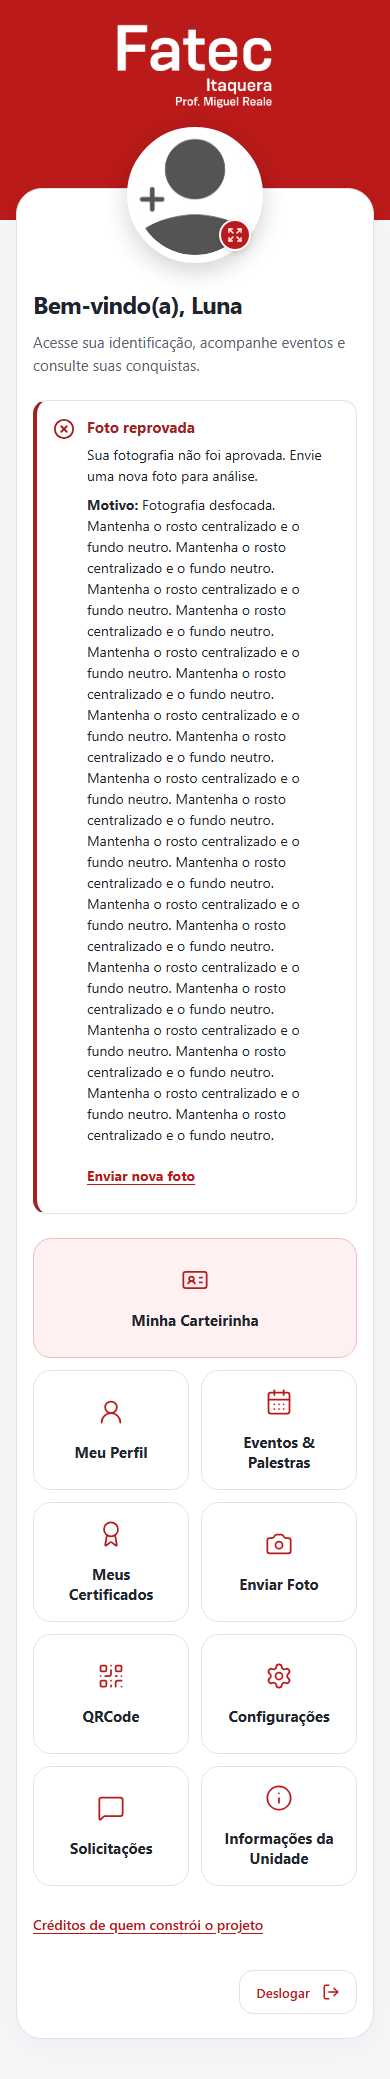 Fatec
Itaquera
Prof. Miguel Reale
Bem-vindo(a), Luna
Acesse sua identificação, acompanhe eventos e
consulte suas conquistas.
Foto reprovada
Sua fotografia não foi aprovada. Envie
uma nova foto para análise.
Motivo: Fotografia desfocada.
Mantenha o rosto centralizado e o
fundo neutro. Mantenha o rosto
centralizado e o fundo neutro.
Mantenha o rosto centralizado e o
fundo neutro. Mantenha o rosto
centralizado e o fundo neutro.
Mantenha o rosto centralizado e o
fundo neutro. Mantenha o rosto
centralizado e o fundo neutro.
Mantenha o rosto centralizado e o
fundo neutro. Mantenha o rosto
centralizado e o fundo neutro.
Mantenha o rosto centralizado e o
fundo neutro. Mantenha o rosto
centralizado e o fundo neutro.
Mantenha o rosto centralizado e o
fundo neutro. Mantenha o rosto
centralizado e o fundo neutro.
Mantenha o rosto centralizado e o
fundo neutro. Mantenha o rosto
centralizado e o fundo neutro.
Mantenha o rosto centralizado e o
fundo neutro. Mantenha o rosto
centralizado e o fundo neutro.
Mantenha o rosto centralizado e o
fundo neutro. Mantenha o rosto
centralizado e o fundo neutro.
Mantenha o rosto centralizado e o
fundo neutro. Mantenha o rosto
centralizado e o fundo neutro.
Enviar nova foto
Minha Carteirinha
Meu Perfil
Eventos &
Palestras
Meus
Certificados
Enviar Foto
QRCode
Configurações
Solicitações
Informações da
Unidade
Créditos de quem constrói o projeto
Deslogar